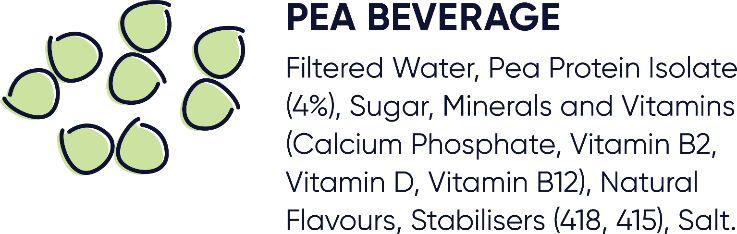 PEA BEVERAGE
Filtered Water, Pea Protein Isolate
(4%), Sugar, Minerals and Vitamins
(Calcium Phosphate, Vitamin B2,
Vitamin D, Vitamin B12), Natural
Flavours, Stabilisers (418, 415), Salt.